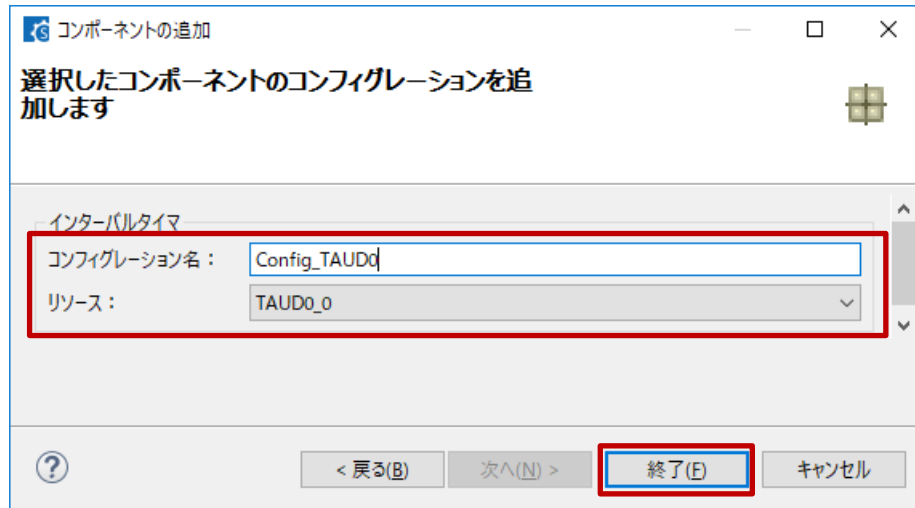 コンポーネントの追加
選択したコンポーネントのコンフィグレーションを追
加します
インターバルタイマ
コンフィグレーション名： Config_TAUD0
リソース： TAUD0_0
< 戻る(B) 次へ(N) > 終了(F) キャンセル